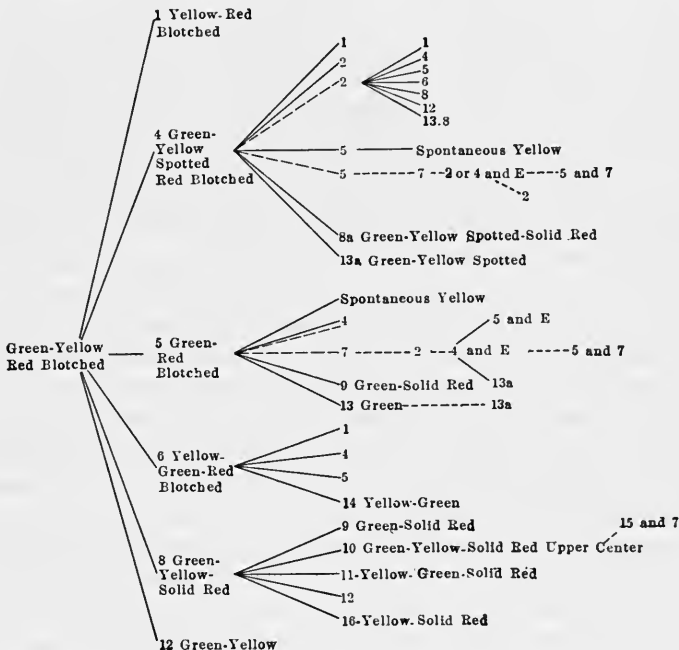 1 Yellow-Red
Blotched
1
2
2
1
4
5
6
8
12
13.8
4 Green-
Yellow
Spotted
Red Blotched
5
Spontaneous Yellow
5
7
2 or 4 and E
5 and 7
2
8a Green-Yellow Spotted-Solid Red
13a Green-Yellow Spotted
Green-Yellow
Red Blotched
5 Green-
Red
Blotched
Spontaneous Yellow
4
5 and E
7
2
4 and E
5 and 7
9 Green-Solid Red
13a
13 Green
13a
6 Yellow-
Green-Red
Blotched
1
4
5
14 Yellow-Green
8 Green-
Yellow-
Solid Red
9 Green-Solid Red
15 and 7
10 Green-Yellow-Solid Red Upper Center
11-Yellow-Green-Solid Red
12
16-Yellow-Solid Red
12 Green-Yellow